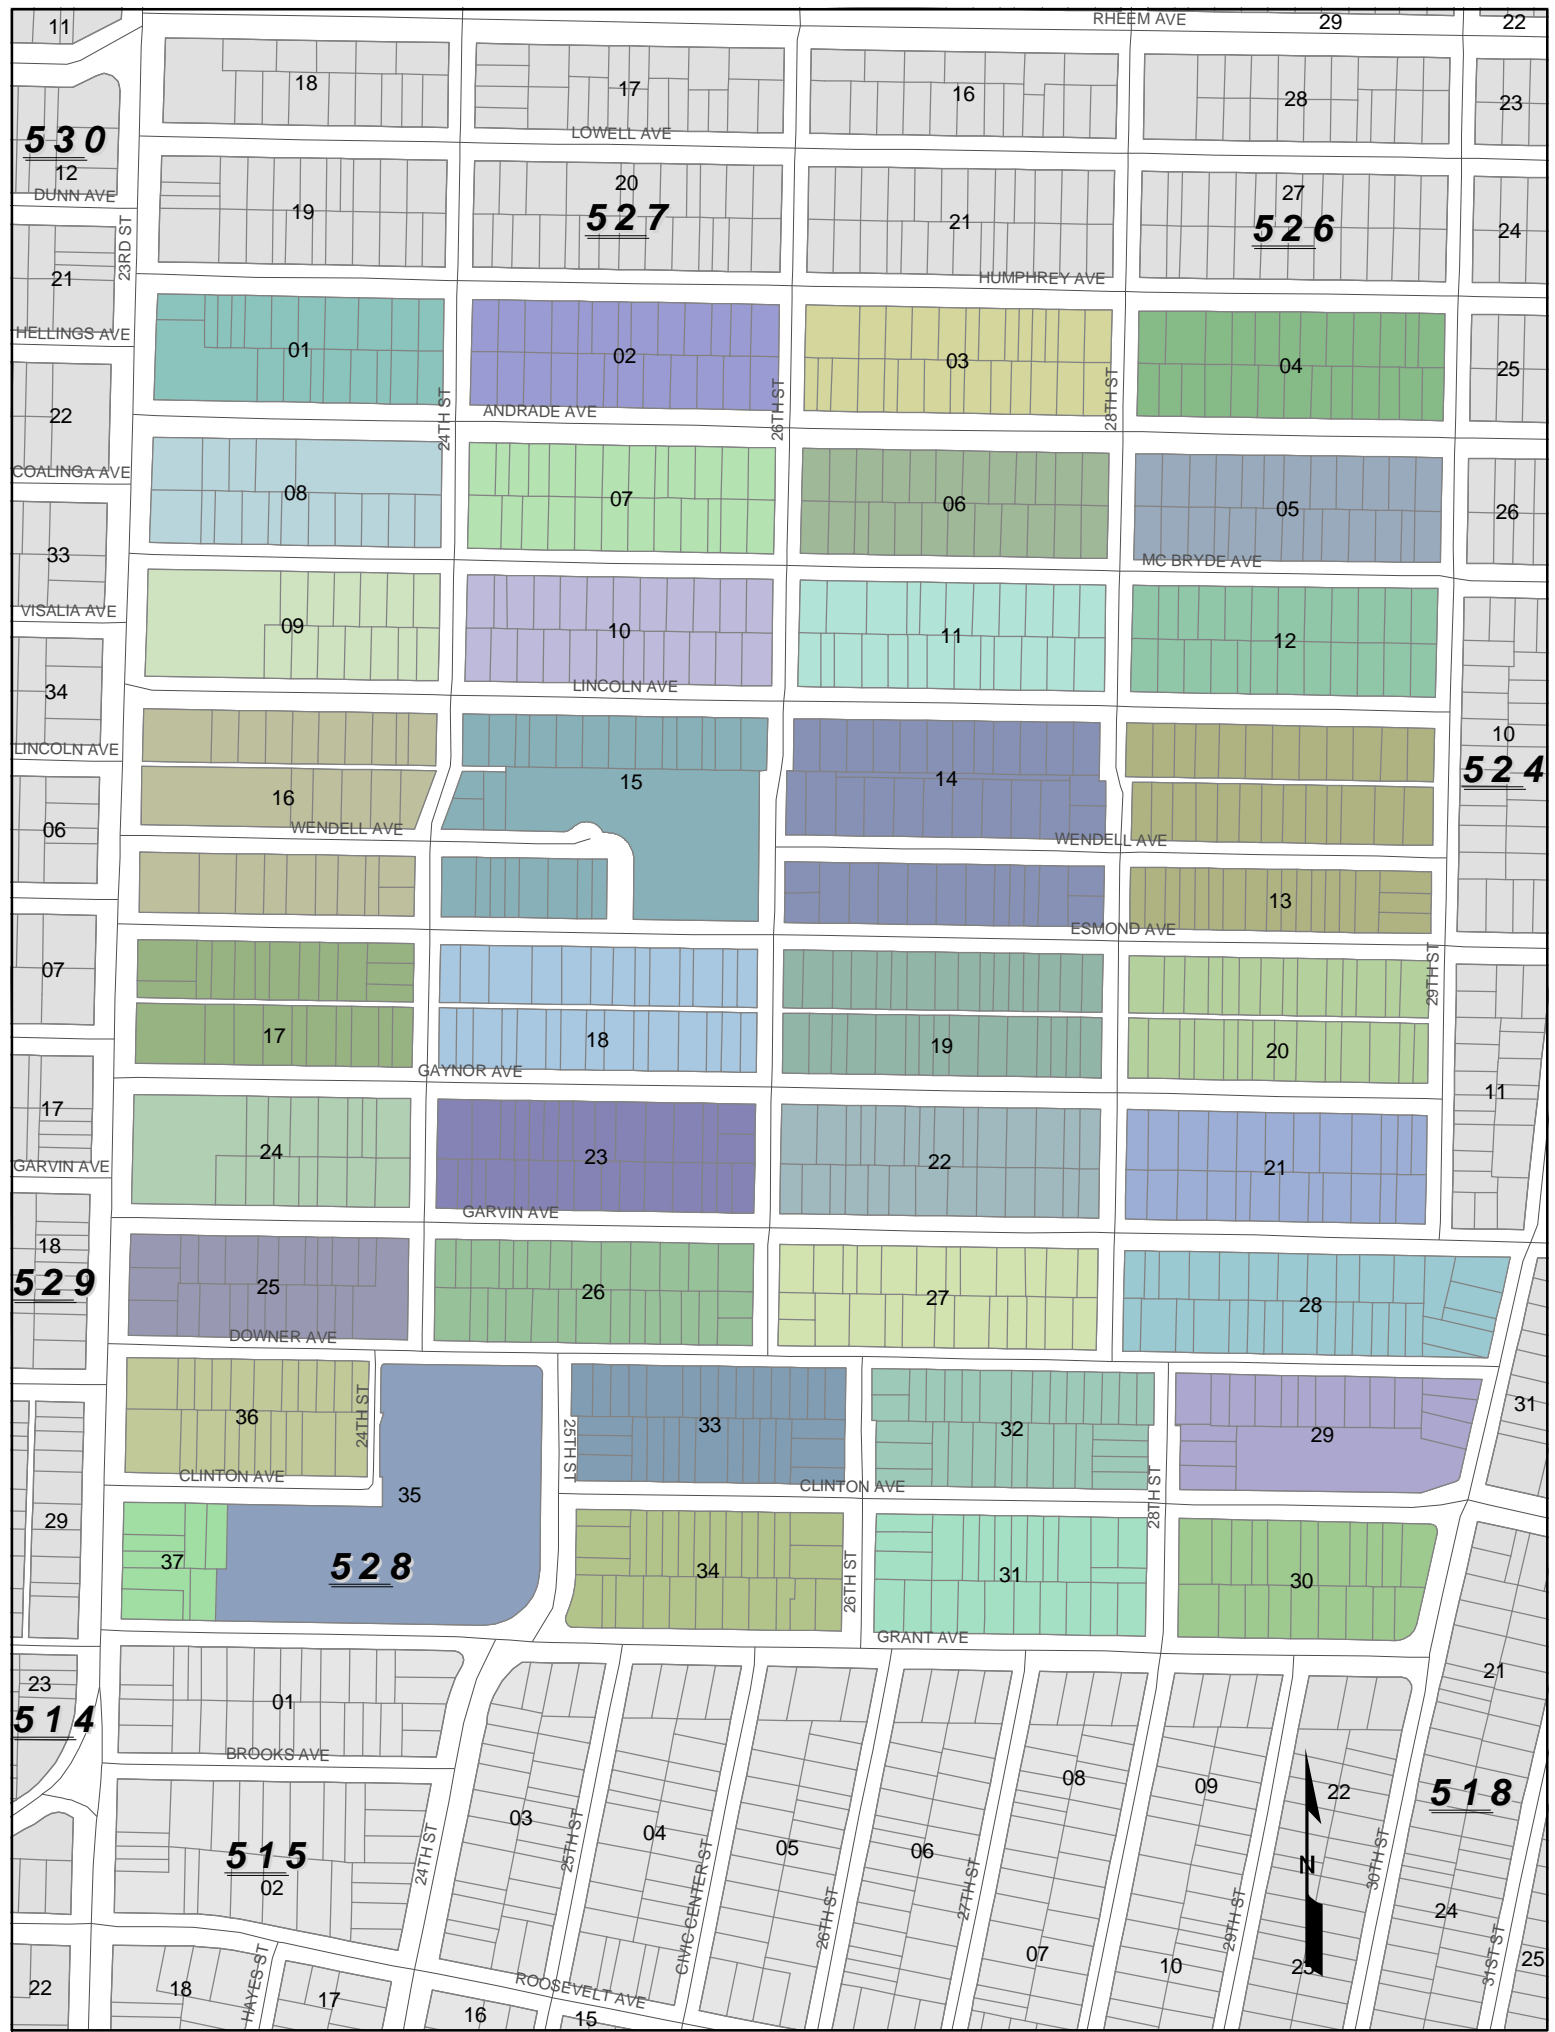 11
RHEEM AVE
29
22
18
17
16
28
23
530
12
LOWELL AVE
DUNN AVE
23RD ST
19
20
527
21
27
526
24
21
HUMPHREY AVE
HELLINGS AVE
01
02
03
04
25
24TH ST
ANDRADE AVE
26TH ST
28TH ST
22
COALINGA AVE
08
07
06
05
26
33
MC BRYDE AVE
VISALIA AVE
09
10
11
12
34
LINCOLN AVE
LINCOLN AVE
10
524
16
15
14
06
WENDELL AVE
WENDELL AVE
13
ESMOND AVE
07
29TH ST
17
18
19
20
GAYNOR AVE
17
11
24
23
22
21
GARVIN AVE
GARVIN AVE
18
529
25
26
27
28
DOWNER AVE
36
24TH ST
25TH ST
33
32
29
31
CLINTON AVE
35
CLINTON AVE
28TH ST
29
37
528
34
26TH ST
31
30
GRANT AVE
23
514
01
21
BROOKS AVE
03
04
05
06
08
09
22
518
515
02
24TH ST
25TH ST
CIVIC CENTER ST
26TH ST
27TH ST
29TH ST
N
30TH ST
24
31ST ST
07
10
23
25
22
18
HAYES ST
17
ROOSEVELT AVE
16
15